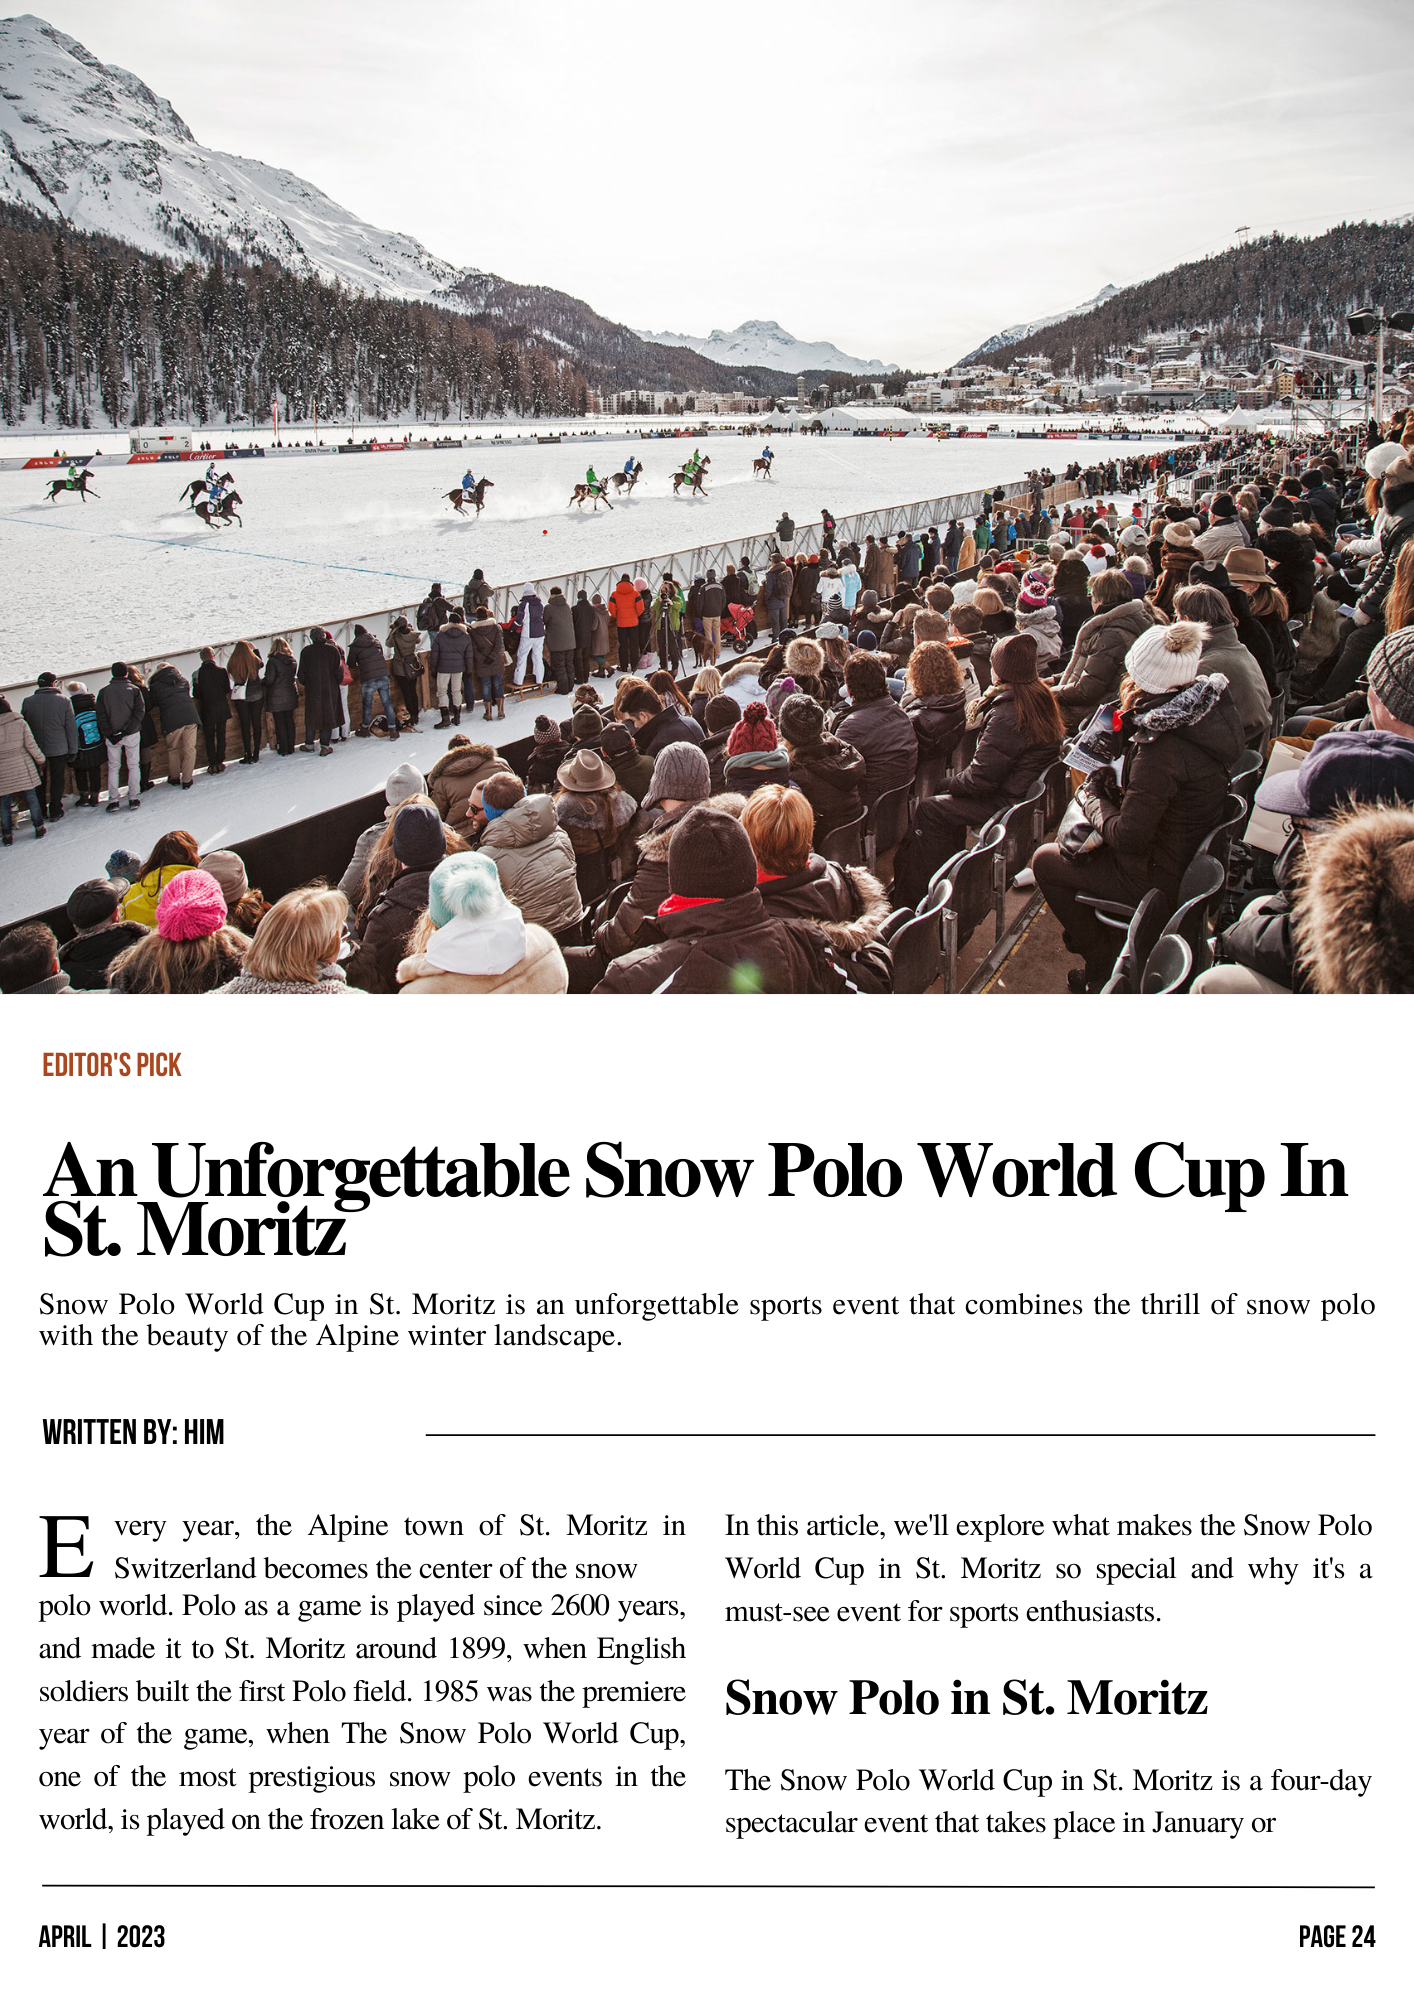 Cartier
BMW Power
Cartier
BMW Power
0 2
EDITOR'S PICK
An Unforgettable Snow Polo World Cup In
St. Moritz
Snow Polo World Cup in St. Moritz is an unforgettable sports event that combines the thrill of snow polo
with the beauty of the Alpine winter landscape.
WRITTEN BY: HIM
Every year, the Alpine town of St. Moritz in
Switzerland becomes the center of the snow
polo world. Polo as a game is played since 2600 years,
and made it to St. Moritz around 1899, when English
soldiers built the first Polo field. 1985 was the premiere
year of the game, when The Snow Polo World Cup,
one of the most prestigious snow polo events in the
world, is played on the frozen lake of St. Moritz.
In this article, we'll explore what makes the Snow Polo
World Cup in St. Moritz so special and why it's a
must-see event for sports enthusiasts.
Snow Polo in St. Moritz
The Snow Polo World Cup in St. Moritz is a four-day
spectacular event that takes place in January or
APRIL | 2023
PAGE 24